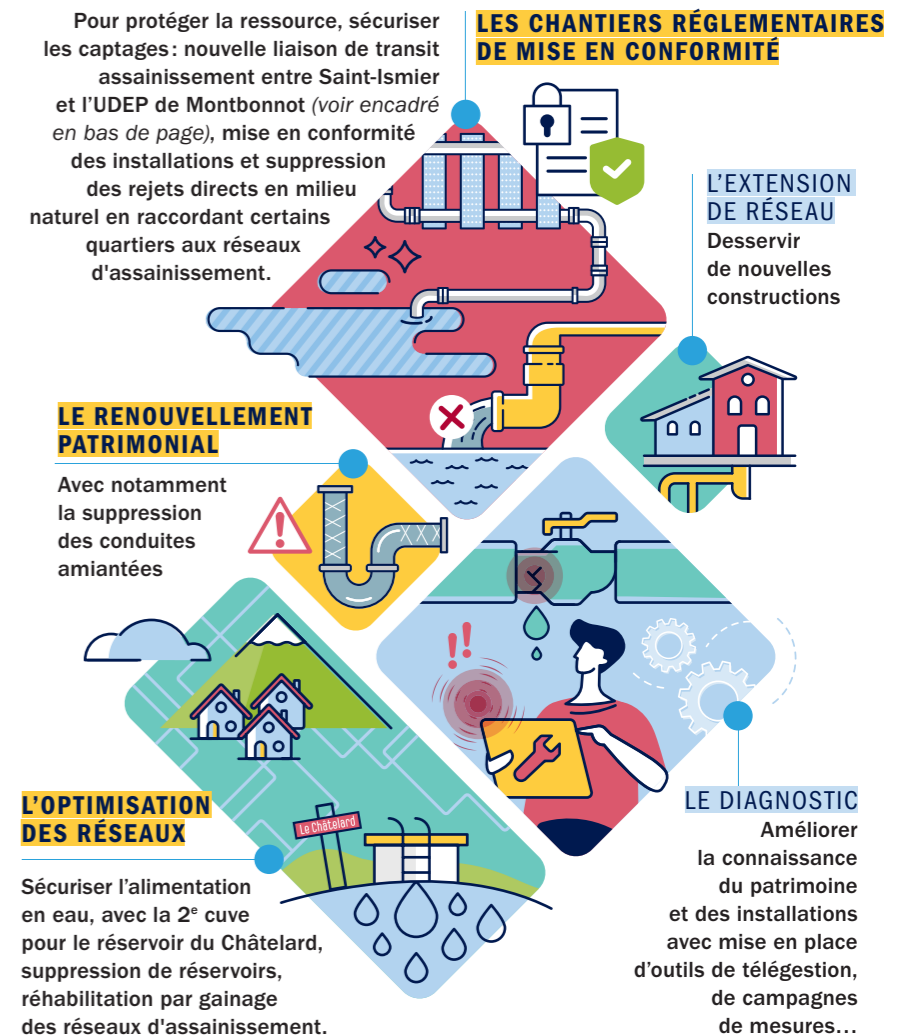 LES CHANTIERS RÉGLEMENTAIRES
DE MISE EN CONFORMITÉ
Pour protéger la ressource, sécuriser
les captages : nouvelle liaison de transit
assainissement entre Saint-Ismier
et l'UDEP de Montbonnot (voir encadré
en bas de page), mise en conformité
des installations et suppression
des rejets directs en milieu
naturel en raccordant certains
quartiers aux réseaux
d'assainissement.
L'EXTENSION
DE RÉSEAU
Desservir
de nouvelles
constructions
LE RENOUVELLEMENT
PATRIMONIAL
Avec notamment
la suppression
des conduites
amiantées
L'OPTIMISATION
DES RÉSEAUX
Sécuriser l'alimentation
en eau, avec la 2e cuve
pour le réservoir du Châtelard,
suppression de réservoirs,
réhabilitation par gainage
des réseaux d'assainissement.
Le Châtelard
LE DIAGNOSTIC
Améliorer
la connaissance
du patrimoine
et des installations
avec mise en place
d'outils de télégestion,
de campagnes
de mesures…